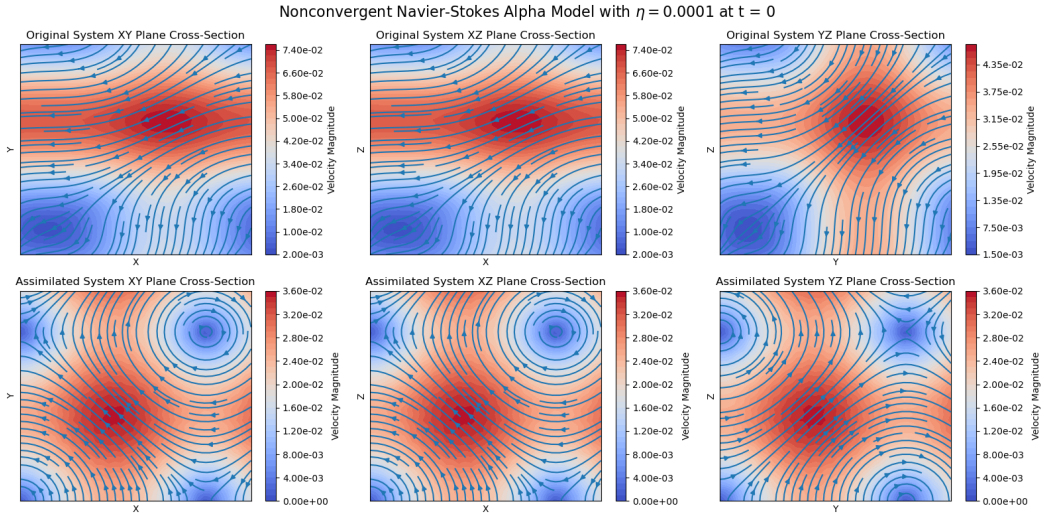 Nonconvergent Navier-Stokes Alpha Model with η = 0.0001 at t = 0
Original System XY Plane Cross-Section
Y
X
7.40e-02
6.60e-02
5.80e-02
5.00e-02
4.20e-02
3.40e-02
2.60e-02
1.80e-02
1.00e-02
2.00e-03
Velocity Magnitude
Original System XZ Plane Cross-Section
Z
X
7.40e-02
6.60e-02
5.80e-02
5.00e-02
4.20e-02
3.40e-02
2.60e-02
1.80e-02
1.00e-02
2.00e-03
Velocity Magnitude
Original System YZ Plane Cross-Section
Z
Y
4.35e-02
3.75e-02
3.15e-02
2.55e-02
1.95e-02
1.35e-02
7.50e-03
1.50e-03
Velocity Magnitude
Assimilated System XY Plane Cross-Section
Y
X
3.60e-02
3.20e-02
2.80e-02
2.40e-02
2.00e-02
1.60e-02
1.20e-02
8.00e-03
4.00e-03
0.00e+00
Velocity Magnitude
Assimilated System XZ Plane Cross-Section
Z
X
3.60e-02
3.20e-02
2.80e-02
2.40e-02
2.00e-02
1.60e-02
1.20e-02
8.00e-03
4.00e-03
0.00e+00
Velocity Magnitude
Assimilated System YZ Plane Cross-Section
Z
Y
3.60e-02
3.20e-02
2.80e-02
2.40e-02
2.00e-02
1.60e-02
1.20e-02
8.00e-03
4.00e-03
0.00e+00
Velocity Magnitude